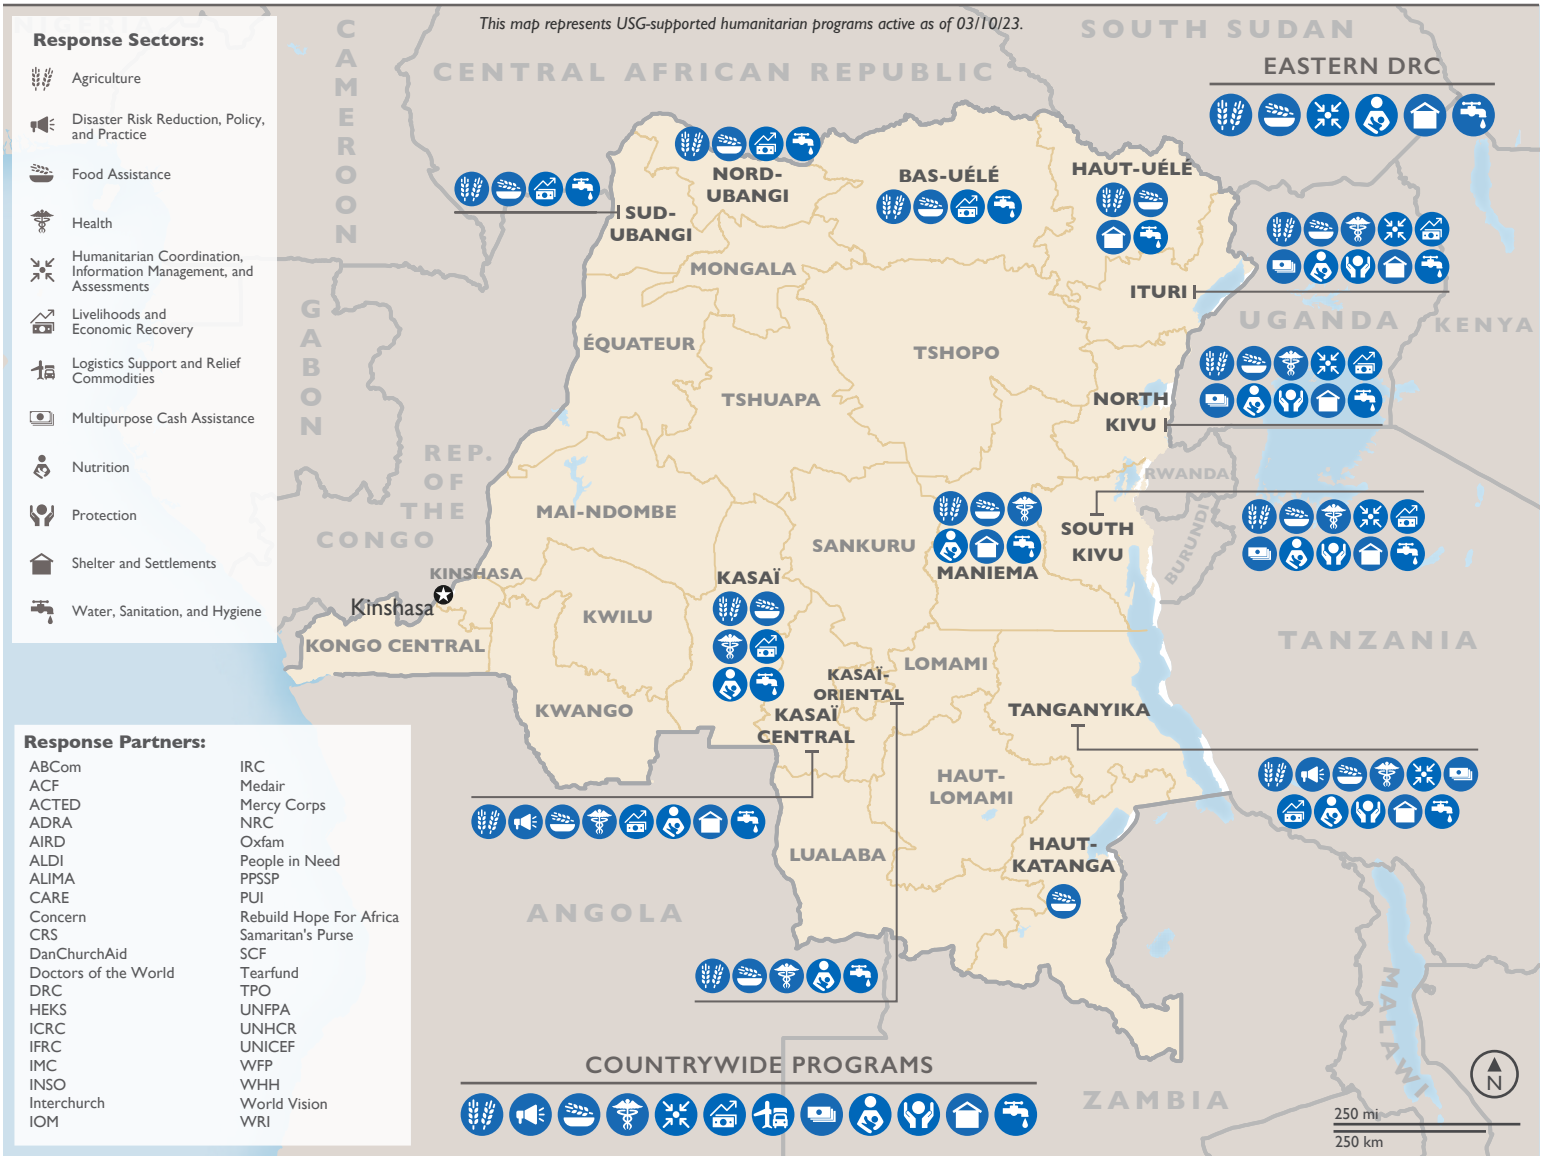 This map represents USG-supported humanitarian programs active as of 03/10/23.
NIGERIA
CAMEROON
CENTRAL AFRICAN REPUBLIC
SOUTH SUDAN
Response Sectors:
Agriculture
Disaster Risk Reduction, Policy,
and Practice
Food Assistance
Health
Humanitarian Coordination,
Information Management, and
Assessments
Livelihoods and
Economic Recovery
Logistics Support and Relief
Commodities
Multipurpose Cash Assistance
Nutrition
Protection
Shelter and Settlements
Water, Sanitation, and Hygiene
EASTERN DRC
NORD-
UBANGI
BAS-UÉLÉ
HAUT-UÉLÉ
SUD-
UBANGI
MONGALA
ITURI
GABON
UGANDA
KENYA
ÉQUATEUR
TSHOPO
TSHUAPA
NORTH
KIVU
REP.
OF
THE
CONGO
RWANDA
BURUNDI
MAI-NDOMBE
SANKURU
MANIEMA
SOUTH
KIVU
KINSHASA
Kinshasa
KASAÏ
KWILU
KONGO CENTRAL
TANZANIA
LOMAMI
KASAÏ-
ORIENTAL
KWANGO
KASAÏ
CENTRAL
TANGANYIKA
HAUT-
LOMAMI
LUALABA
HAUT-
KATANGA
ANGOLA
MALAWI
ZAMBIA
Response Partners:
ABCom
ACF
ACTED
ADRA
AIRD
ALDI
ALIMA
CARE
Concern
CRS
DanChurchAid
Doctors of the World
DRC
HEKS
ICRC
IFRC
IMC
INSO
Interchurch
IOM
IRC
Medair
Mercy Corps
NRC
Oxfam
People in Need
PPSSP
PUI
Rebuild Hope For Africa
Samaritan's Purse
SCF
Tearfund
TPO
UNFPA
UNHCR
UNICEF
WFP
WHH
World Vision
WRI
COUNTRYWIDE PROGRAMS
N
250 mi
250 km